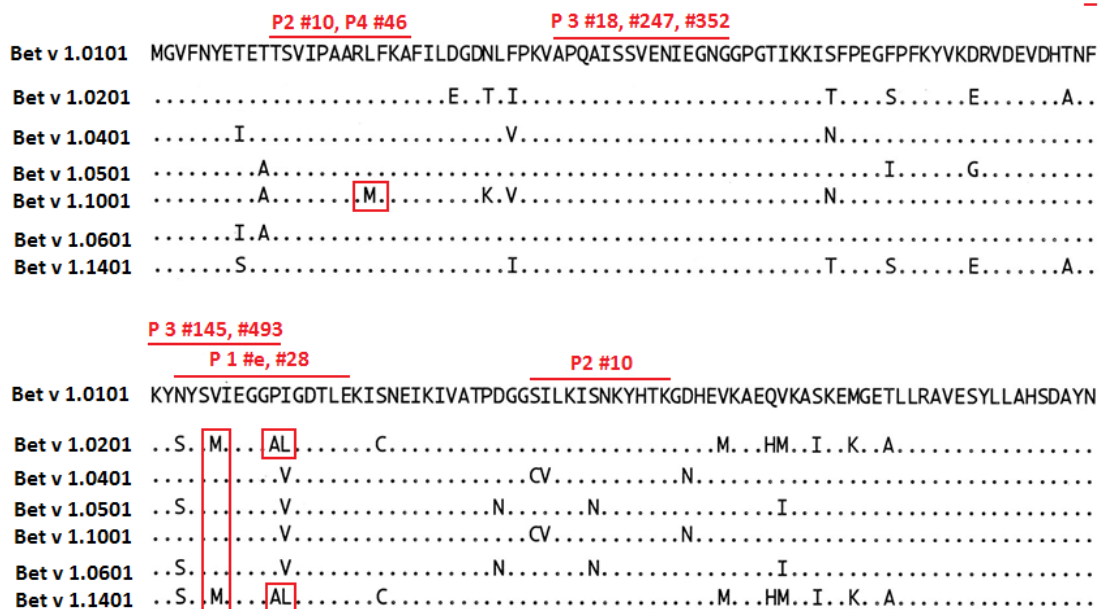 P2 #10, P4 #46
P 3 #18, #247, #352
Bet v 1.0101 MGVFNYETETTSVIPAARLFKAFILDGDNLFPKVAPQAISSVENIEGNGGPGTIKKISFPEGFPFKYVKDRVDEVDHTNF
Bet v 1.0201 .........................E..T.I..........................T....S......E.......A..
Bet v 1.0401 .......I......................V..........................N......................
Bet v 1.0501 .........A....................................................I......G..........
Bet v 1.1001 .........A........M.........K.V..........................N......................
Bet v 1.0601 .......I.A......................................................................
Bet v 1.1401 .......S......................I..........................T....S......E.......A..
P 3 #145, #493
P 1 #e, #28
P2 #10
Bet v 1.0101 KYNYSVIEGGPIGDTLEKISNEIKIVATPDGGSILKISNKYHTKGDHEVKAEQVKASKEMGETLLRAVESYLLAHSDAYN
Bet v 1.0201 ..S..M....AL.......C............................M...HM..I..K..A.................
Bet v 1.0401 ...........V....................CV...........N..................................
Bet v 1.0501 ..S........V.................N.......N...............I..........................
Bet v 1.1001 ...........V....................CV...........N..................................
Bet v 1.0601 ..S........V.................N.......N...............I..........................
Bet v 1.1401 ..S..M....AL.......C............................M...HM..I..K..A.................